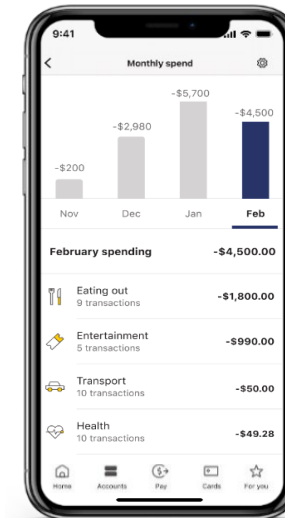 9:41
Monthly spend
-$5,700
-$4,500
-$2,980
-$200
Nov Dec Jan Feb
February spending -$4,500.00
Eating out
9 transactions
-$1,800.00
Entertainment
5 transactions
-$990.00
Transport
10 transactions
-$50.00
Health
10 transactions
-$49.28
Home Accounts Pay Cards For you